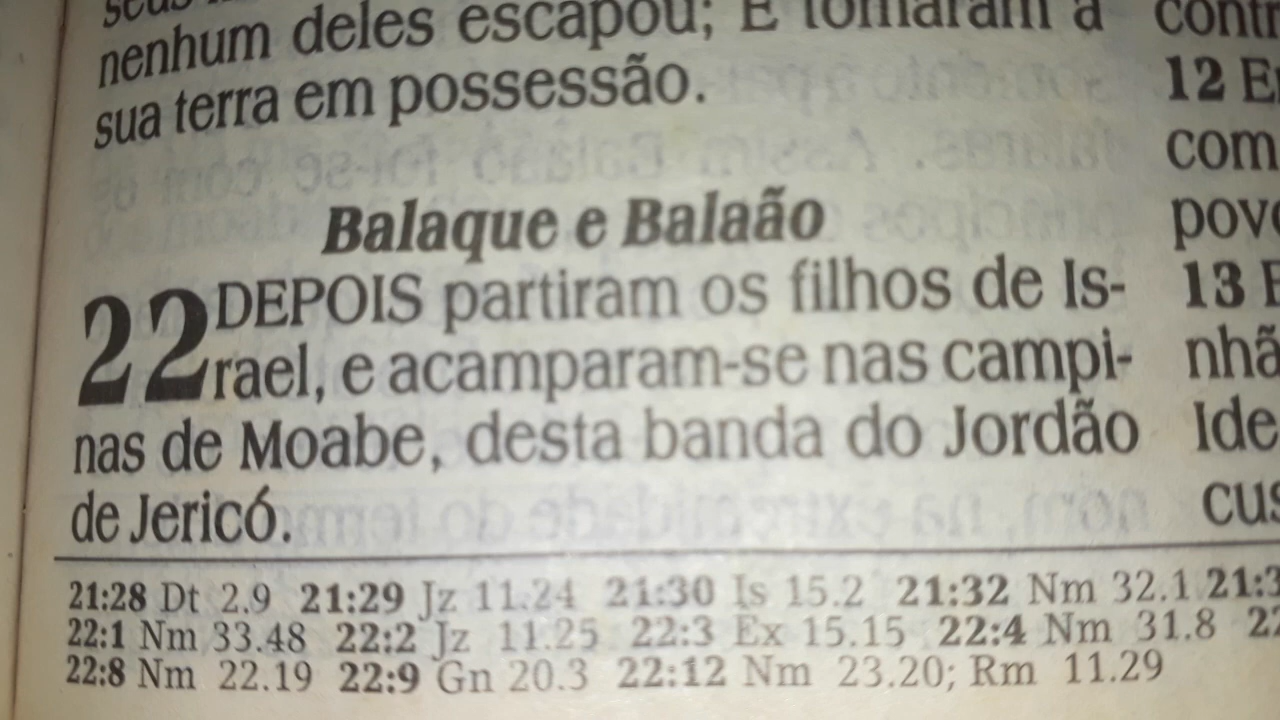 nenhum deles escapou; E tomaram a
sua terra em possessão.
Balaque e Balaão
22 DEPOIS partiram os filhos de Is-
rael, e acamparam-se nas campi-
nas de Moabe, desta banda do Jordão
de Jericó.
12
com
13
cus
21:28 Dt 2.9 21:29 Jz 11.24 21:30 Is 15.2 21:32 Nm 32.1
22:1 Nm 33.48 22:2 Jz 11.25 22:3 Ex 15.15 22:4 Nm 31.8
22:8 Nm 22.19 22:9 Gn 20.3 22:12 Nm 23.20; Rm 11.29